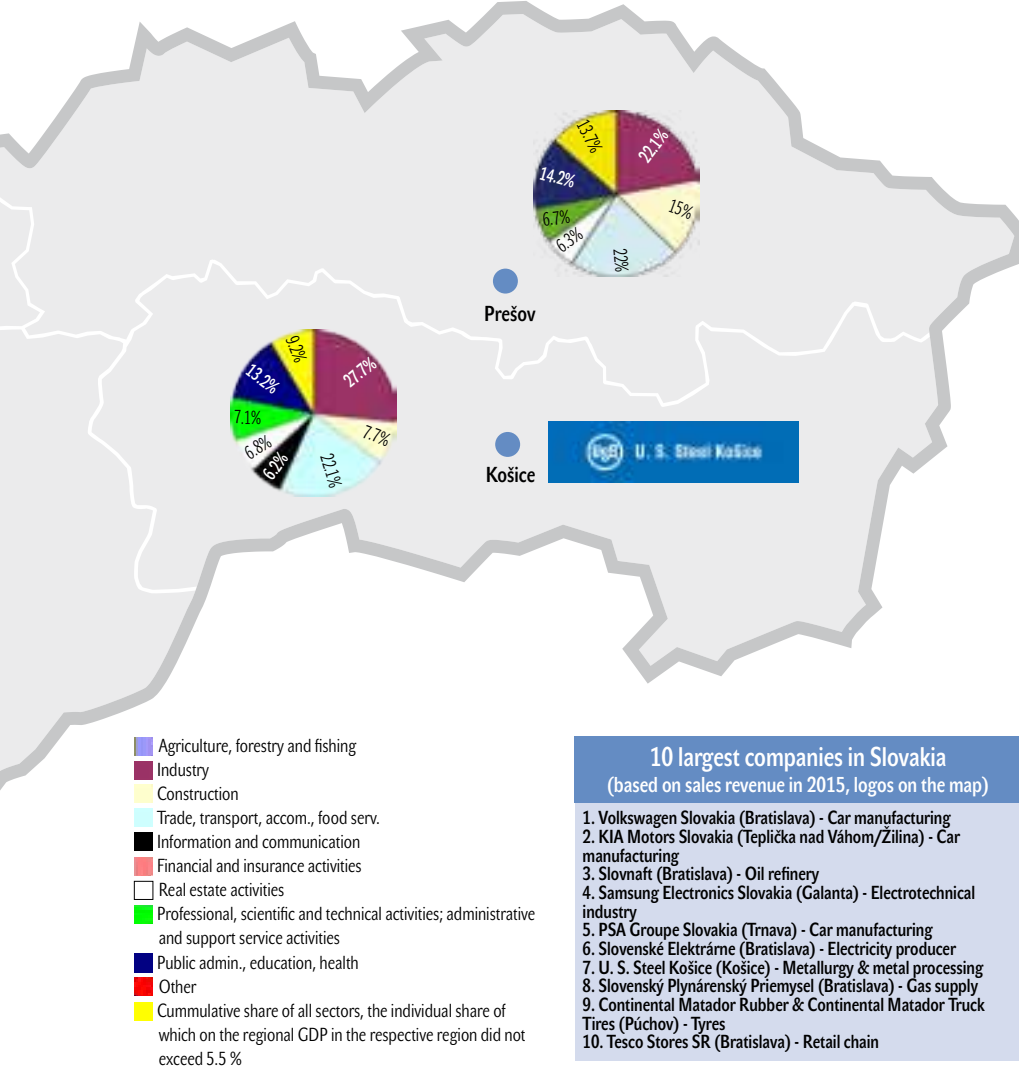 13.7%
22.1%
14.2%
15%
6.7%
6.3%
22%
Prešov
9.2%
27.7%
13.2%
7.1%
7.7%
6.8%
6.2%
22.1%
U. S. Steel Košice
Košice
Agriculture, forestry and fishing
Industry
Construction
Trade, transport, accom., food serv.
Information and communication
Financial and insurance activities
Real estate activities
Professional, scientific and technical activities; administrative
and support service activities
Public admin., education, health
Other
Cummulative share of all sectors, the individual share of
which on the regional GDP in the respective region did not
exceed 5.5 %
10 largest companies in Slovakia
(based on sales revenue in 2015, logos on the map)
1. Volkswagen Slovakia (Bratislava) - Car manufacturing
2. KIA Motors Slovakia (Teplička nad Váhom/Žilina) - Car
manufacturing
3. Slovnaft (Bratislava) - Oil refinery
4. Samsung Electronics Slovakia (Galanta) - Electrotechnical
industry
5. PSA Groupe Slovakia (Trnava) - Car manufacturing
6. Slovenské Elektrárne (Bratislava) - Electricity producer
7. U. S. Steel Košice (Košice) - Metallurgy & metal processing
8. Slovenský Plynárenský Priemysel (Bratislava) - Gas supply
9. Continental Matador Rubber & Continental Matador Truck
Tires (Púchov) - Tyres
10. Tesco Stores SR (Bratislava) - Retail chain